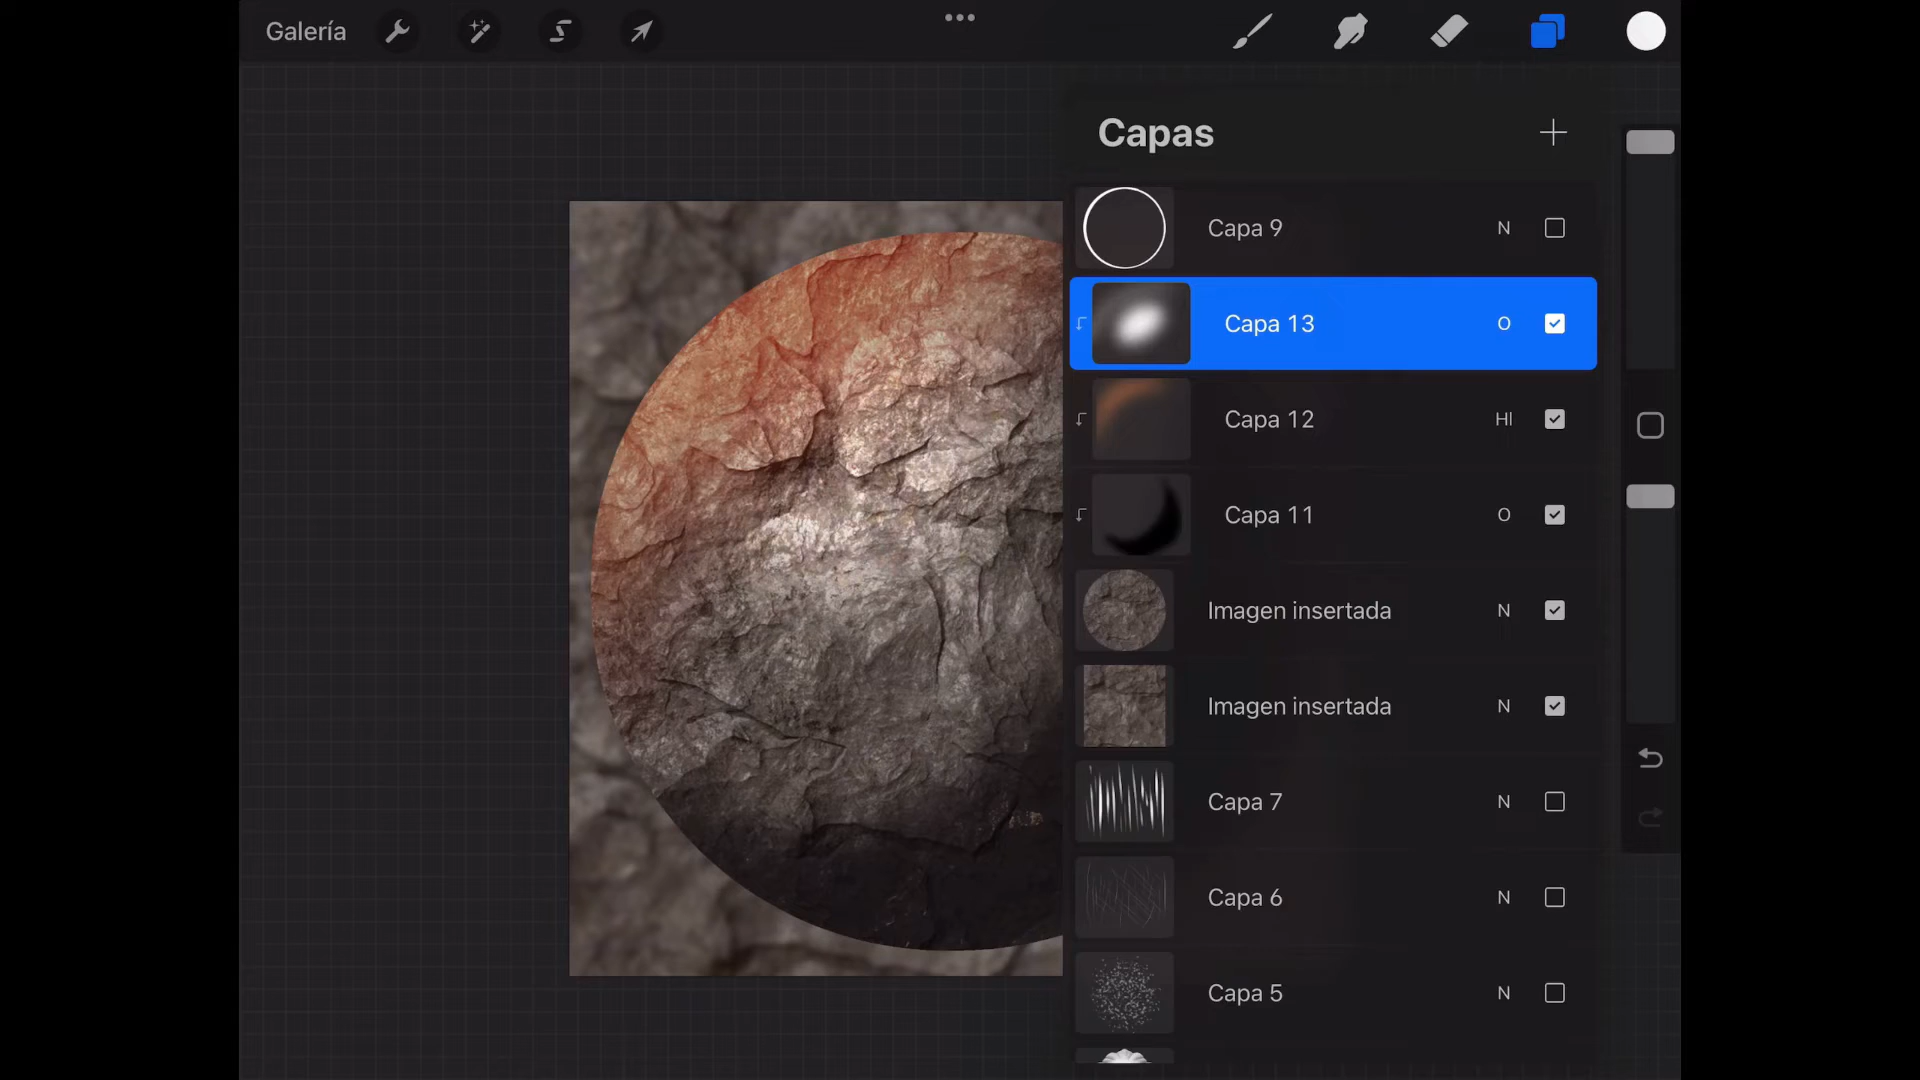 Galería
Capas
Capa 9 N
Capa 13 O
Capa 12 HI
Capa 11 O
Imagen insertada N
Imagen insertada N
Capa 7 N
Capa 6 N
Capa 5 N